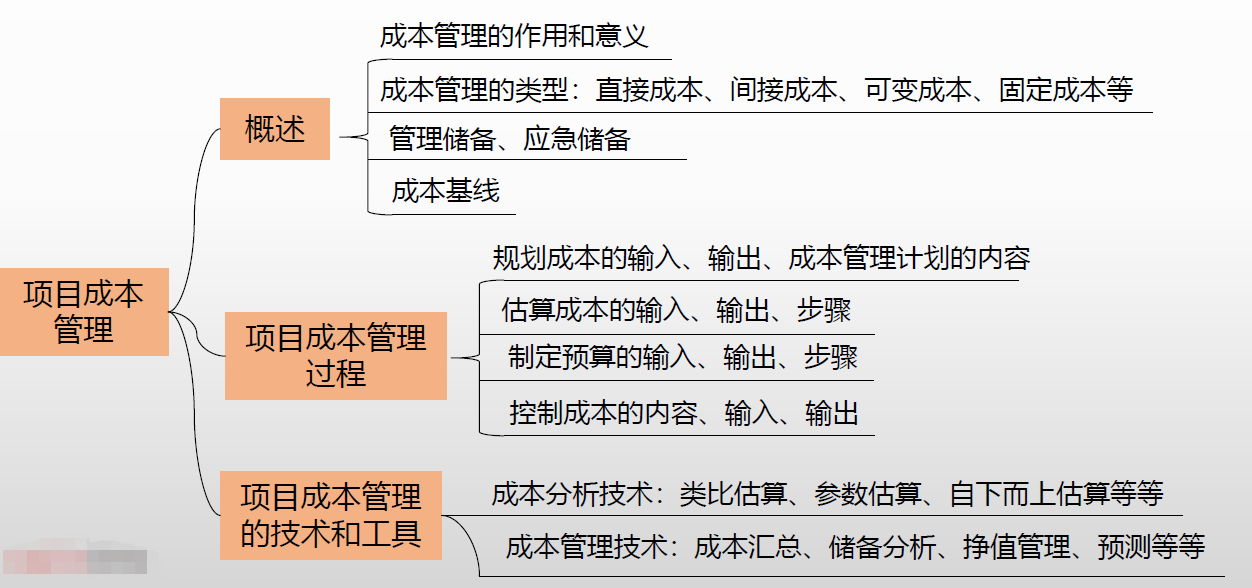 成本管理的作用和意义
成本管理的类型：直接成本、间接成本、可变成本、固定成本等
概述
管理储备、应急储备
成本基线
规划成本的输入、输出、成本管理计划的内容
项目成本
管理
估算成本的输入、输出、步骤
项目成本管理
过程
制定预算的输入、输出、步骤
控制成本的内容、输入、输出
项目成本管理
的技术和工具
成本分析技术：类比估算、参数估算、自下而上估算等等
成本管理技术：成本汇总、储备分析、挣值管理、预测等等